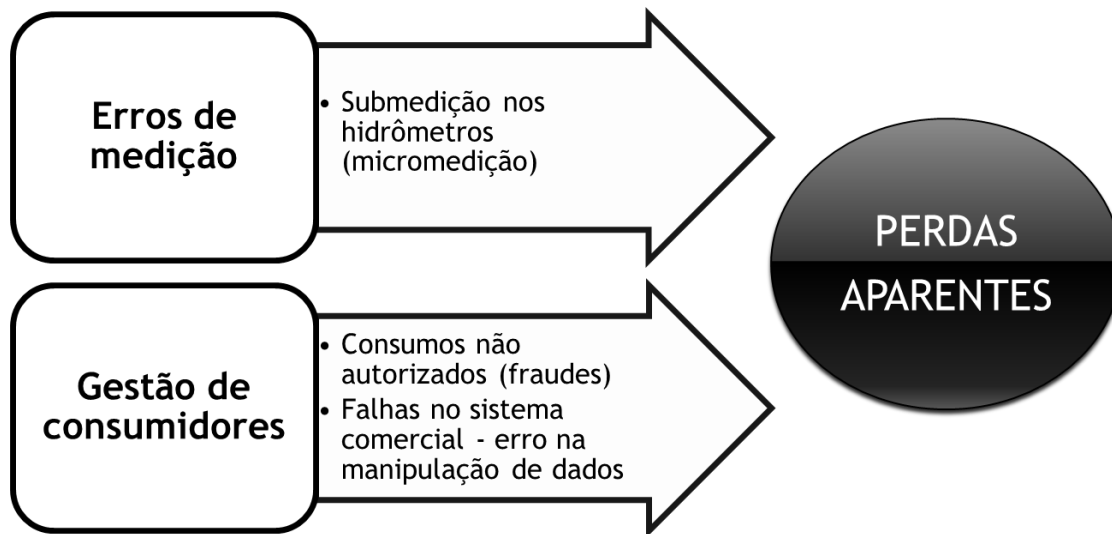 Erros de
medição
• Submedição nos
hidrômetros
(micromedição)
Gestão de
consumidores
• Consumos não
autorizados (fraudes)
• Falhas no sistema
comercial - erro na
manipulação de dados
PERDAS
APARENTES